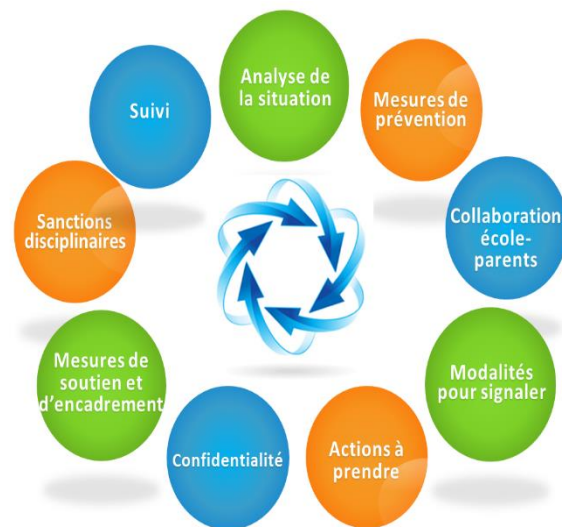 Analyse de
la situation
Mesures de
prévention
Collaboration
école-
parents
Modalités
pour signaler
Actions à
prendre
Confidentialité
Mesures de
soutien et
d'encadrement
Sanctions
disciplinaires
Suivi